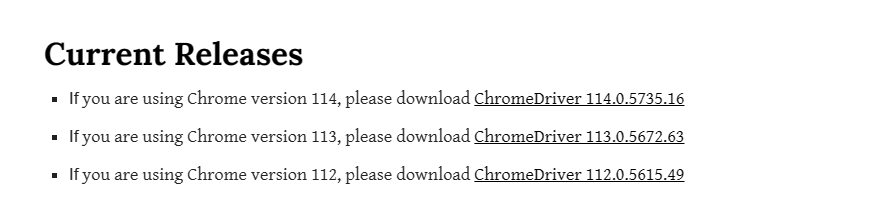 Current Releases
If you are using Chrome version 114, please download ChromeDriver 114.0.5735.16
If you are using Chrome version 113, please download ChromeDriver 113.0.5672.63
If you are using Chrome version 112, please download ChromeDriver 112.0.5615.49